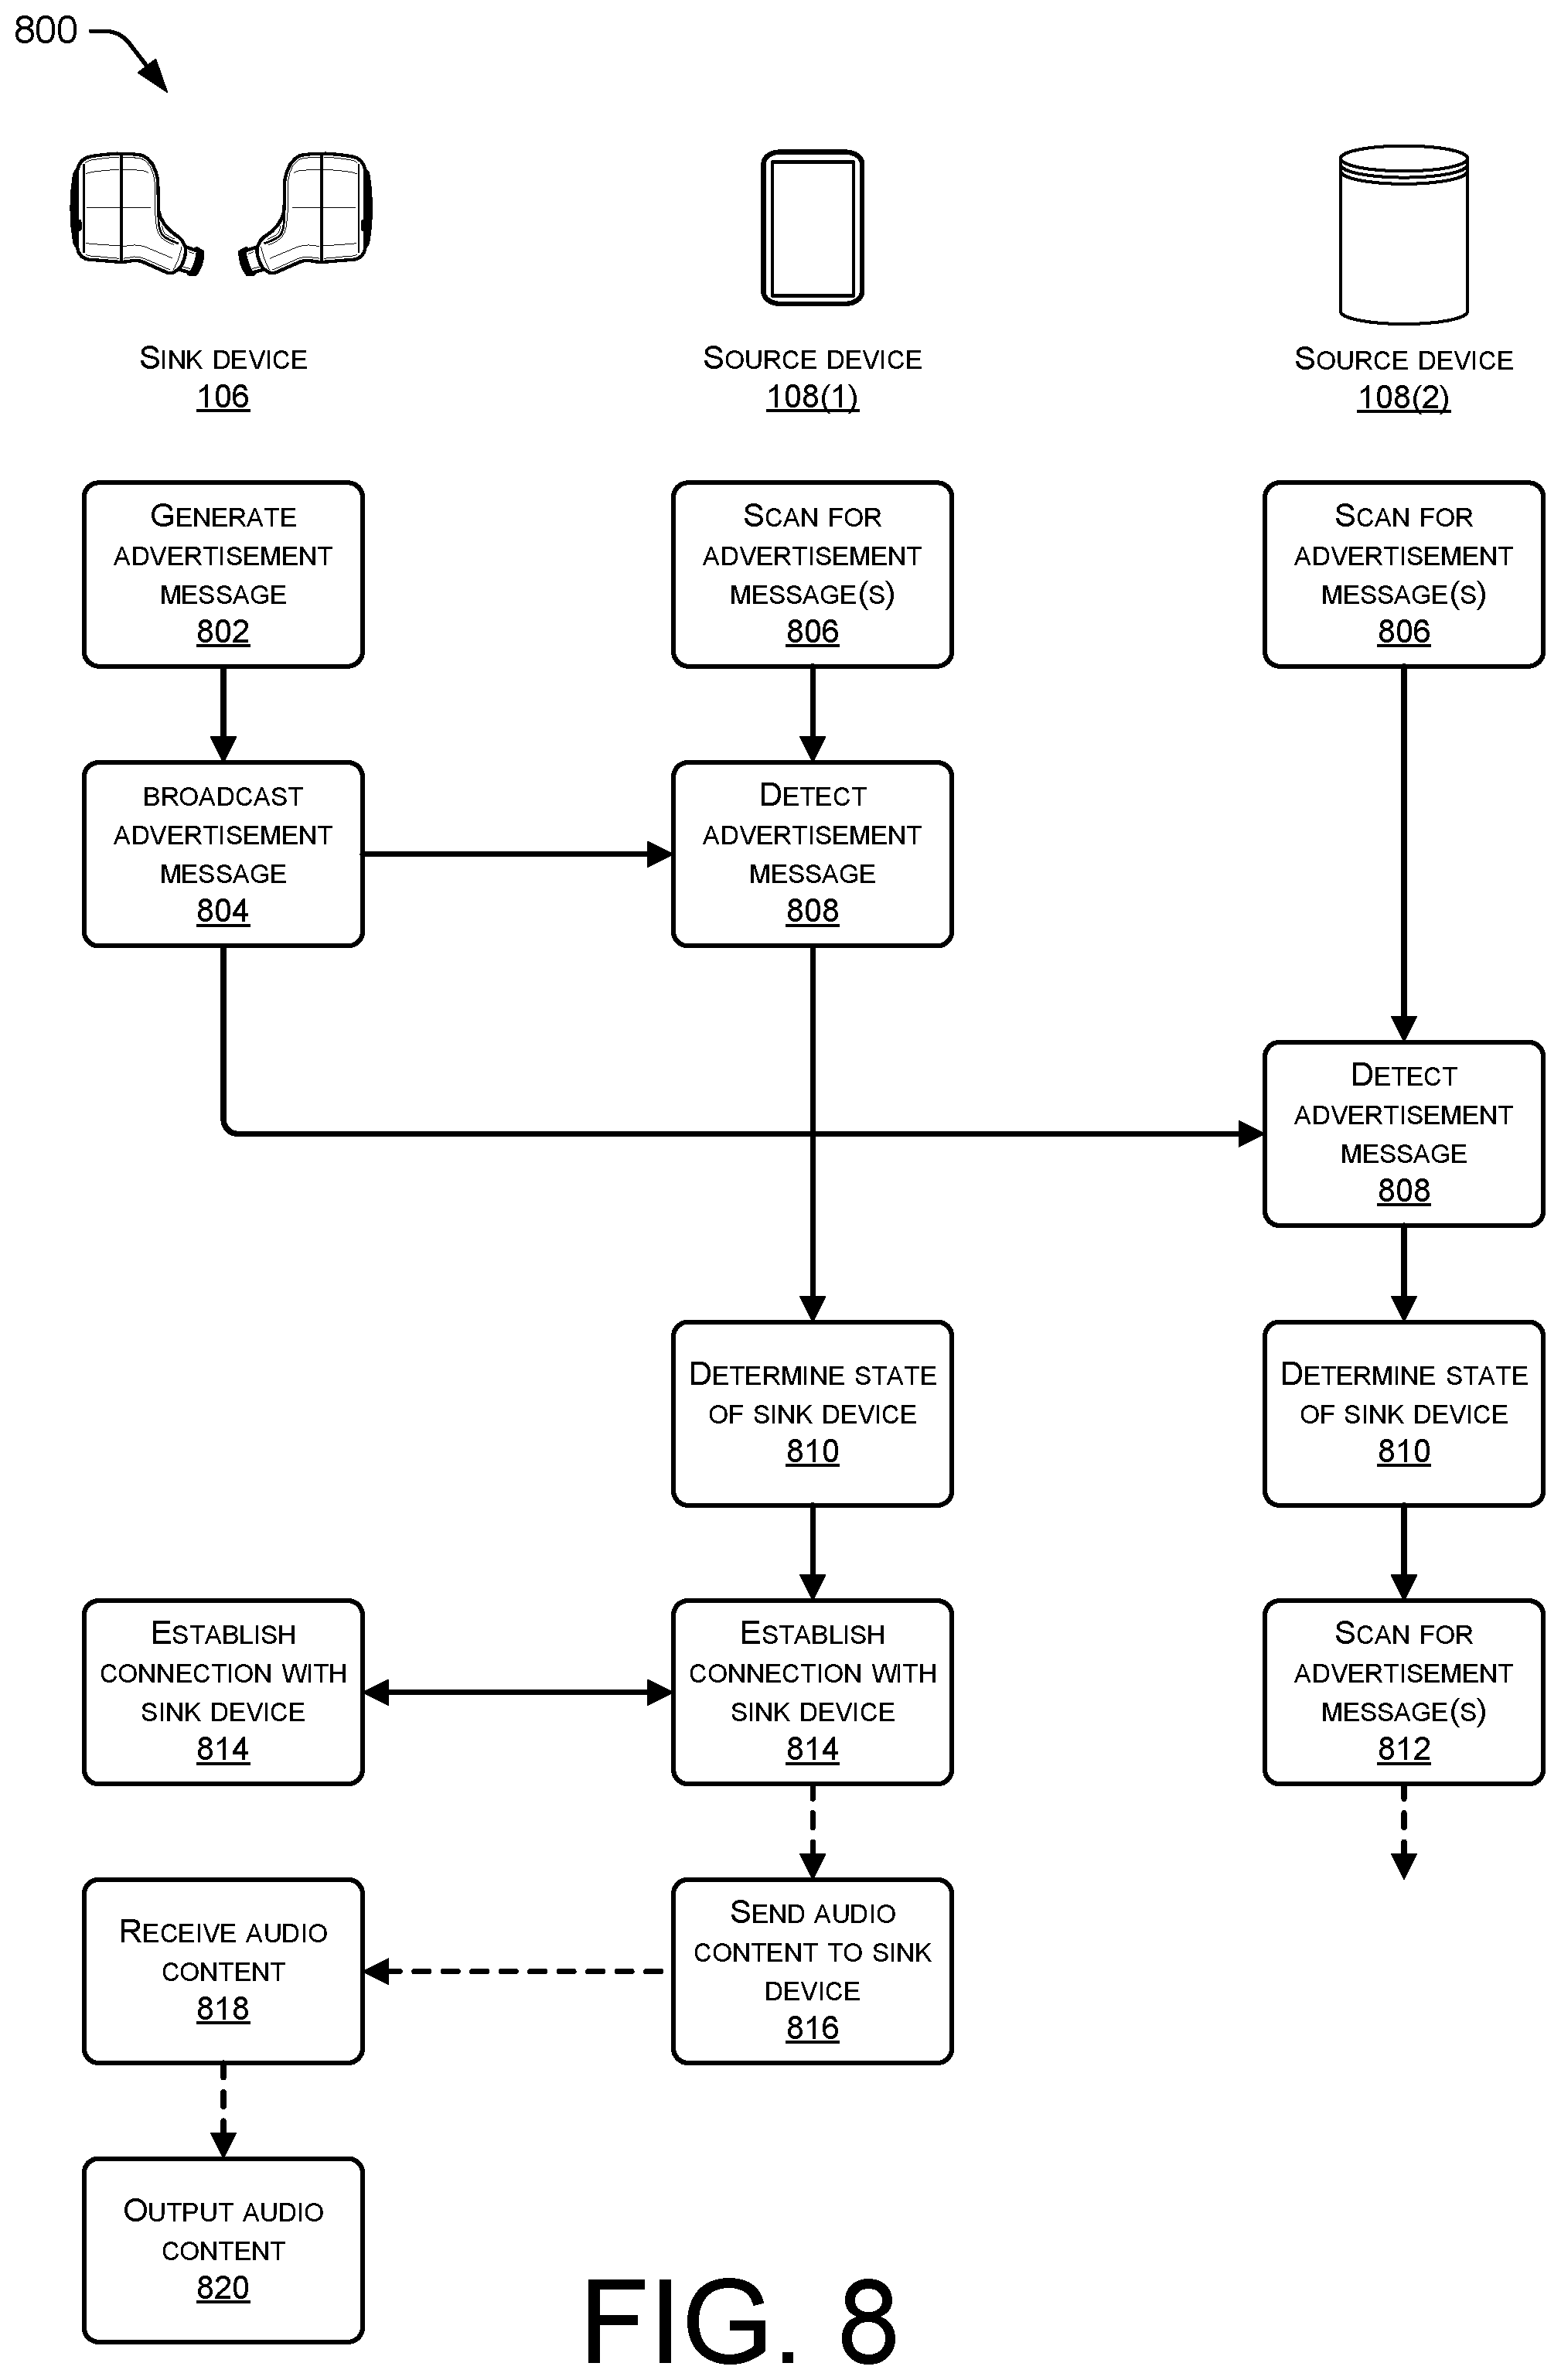 800
Sink device
106
Source device
108(1)
Source device
108(2)
Generate
advertisement
message
802
Scan for
advertisement
message(s)
806
Scan for
advertisement
message(s)
806
broadcast
advertisement
message
804
Detect
advertisement
message
808
Detect
advertisement
message
808
Determine state
of sink device
810
Determine state
of sink device
810
Establish
connection with
sink device
814
Establish
connection with
sink device
814
Scan for
advertisement
message(s)
812
Receive audio
content
818
Send audio
content to sink
device
816
Output audio
content
820
FIG. 8